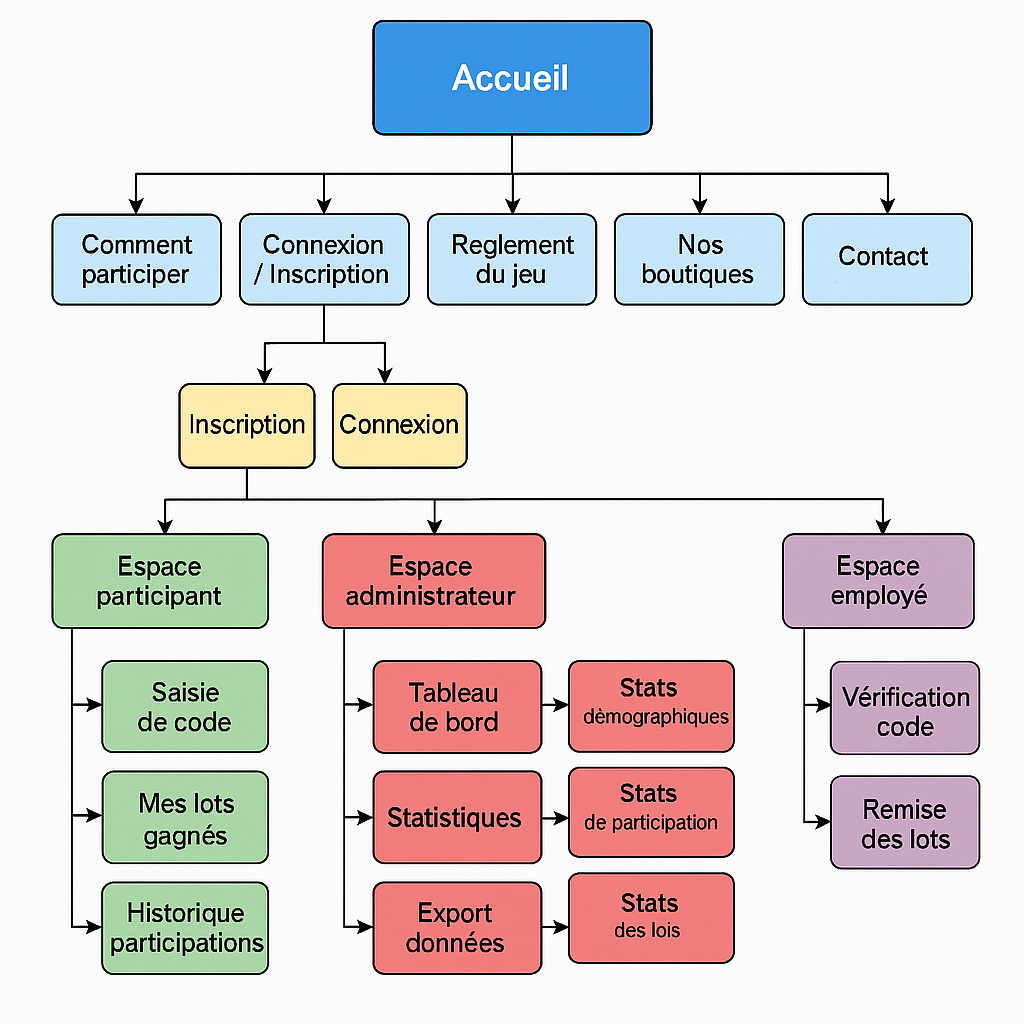 Accueil
Comment
participer
Connexion
/ Inscription
Reglement
du jeu
Nos
boutiques
Contact
Inscription
Connexion
Espace
participant
Espace
administrateur
Espace
employé
Saisie
de code
Mes lots
gagnés
Historique
participations
Tableau
de bord
Stats
dèmographiques
Statistiques
Stats
de participation
Export
données
Stats
des lois
Vérification
code
Remise
des lots